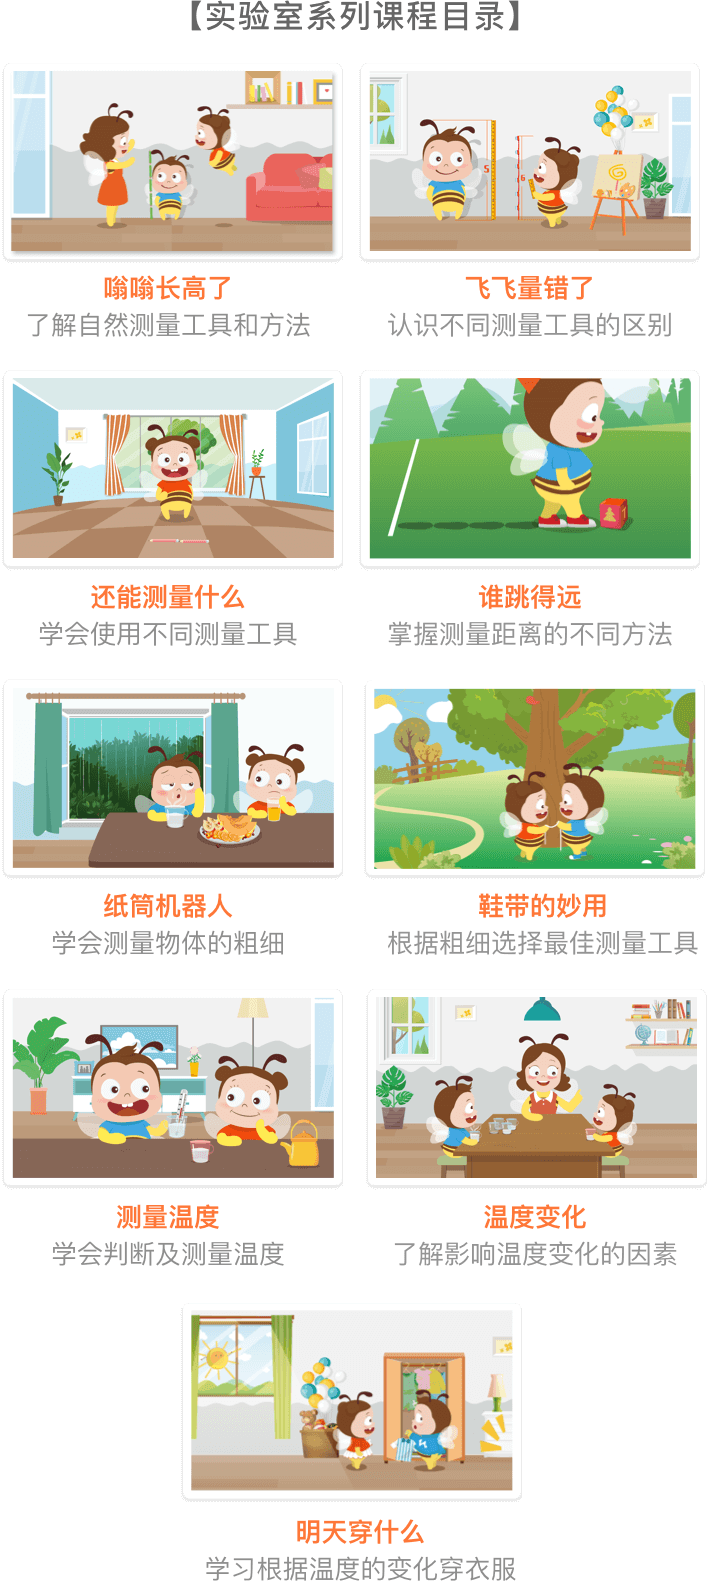 【实验室系列课程目录】
嗡嗡长高了
了解自然测量工具和方法
5
6
飞飞量错了
认识不同测量工具的区别
还能测量什么
学会使用不同测量工具
谁跳得远
掌握测量距离的不同方法
纸筒机器人
学会测量物体的粗细
鞋带的妙用
根据粗细选择最佳测量工具
测量温度
学会判断及测量温度
温度变化
了解影响温度变化的因素
明天穿什么
学习根据温度的变化穿衣服